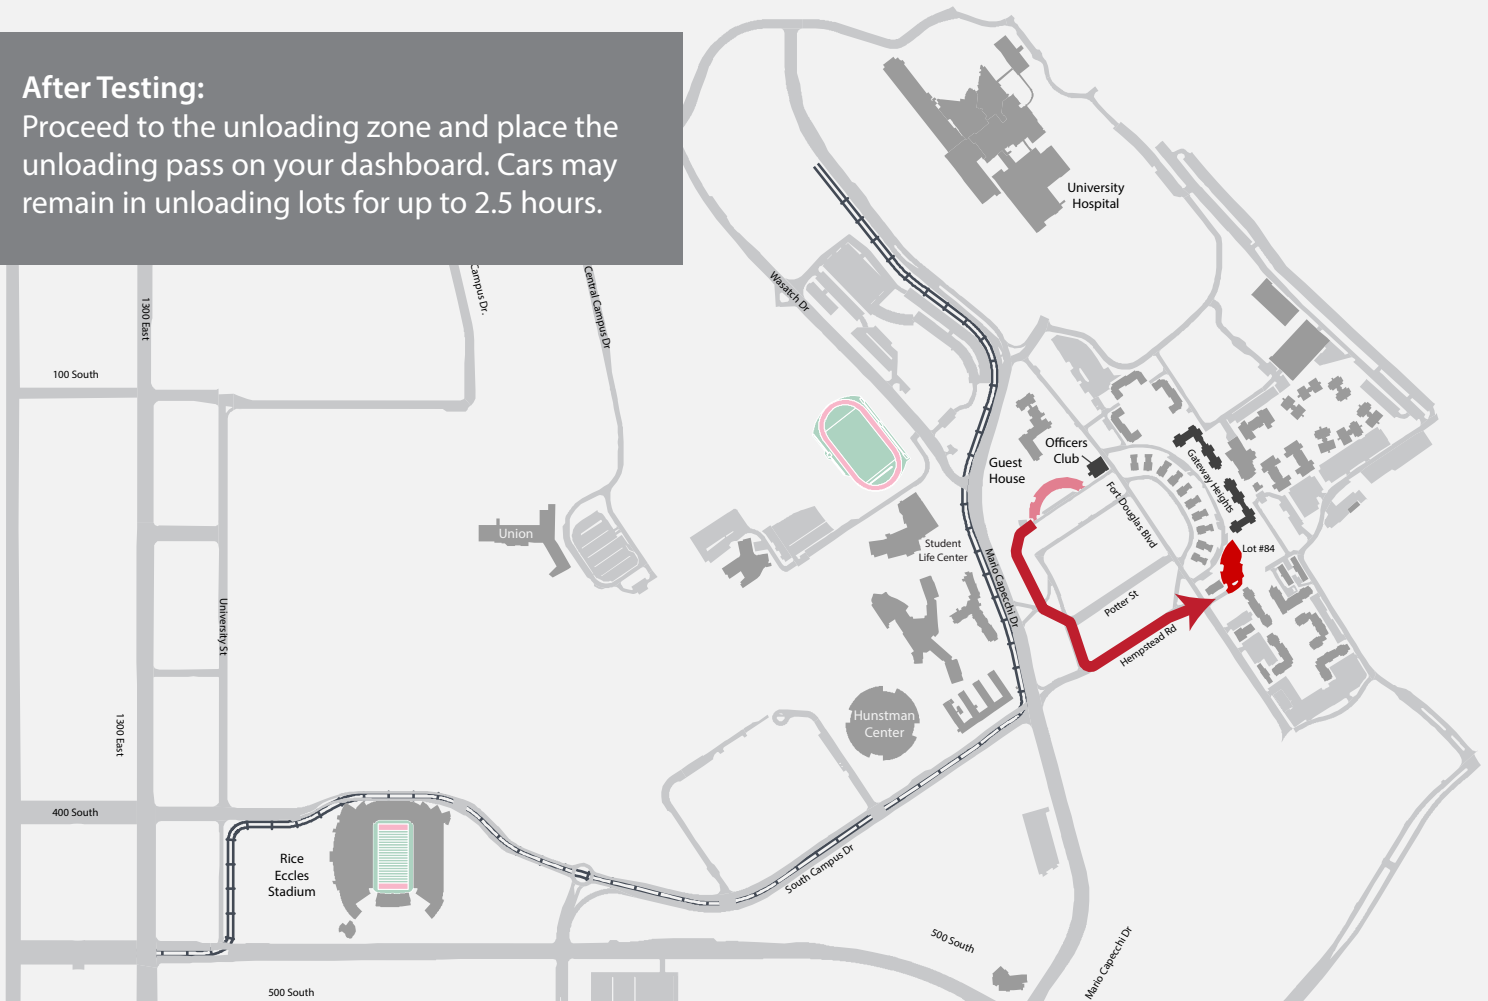 After Testing:
Proceed to the unloading zone and place the
unloading pass on your dashboard. Cars may
remain in unloading lots for up to 2.5 hours.
University
Hospital
Wasatch Dr
Campus Dr.
Central Campus Dr
1300 East
100 South
Officers
Club
Guest
House
Gateway Heights
Fort Douglas Blvd
Union
Student
Life Center
Lot #84
Mario Capecchi Dr
Potter St
University St
Hempstead Rd
1300 East
Hunstman
Center
400 South
Rice
Eccles
Stadium
South Campus Dr
500 South
Mario Capecchi Dr
500 South